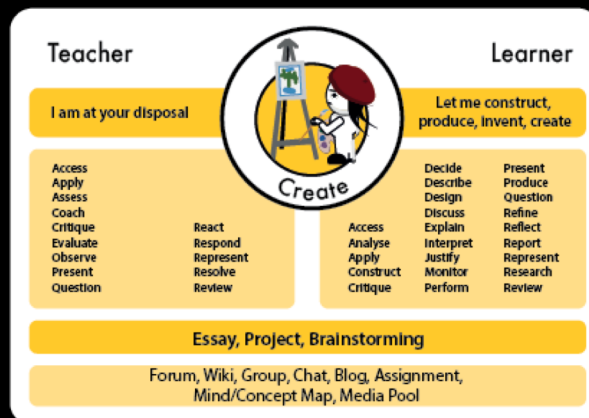 Teacher
Learner
I am at your disposal
Let me construct,
produce, invent, create
Create
Access
Apply
Assess
Coach
Critique
Evaluate
Observe
Present
Question
React
Respond
Represent
Resolve
Review
Access
Analyse
Apply
Construct
Critique
Decide
Describe
Design
Discuss
Explain
Interpret
Justify
Monitor
Perform
Present
Produce
Question
Refine
Reflect
Report
Represent
Research
Review
Essay, Project, Brainstorming
Forum, Wiki, Group, Chat, Blog, Assignment,
Mind/Concept Map, Media Pool